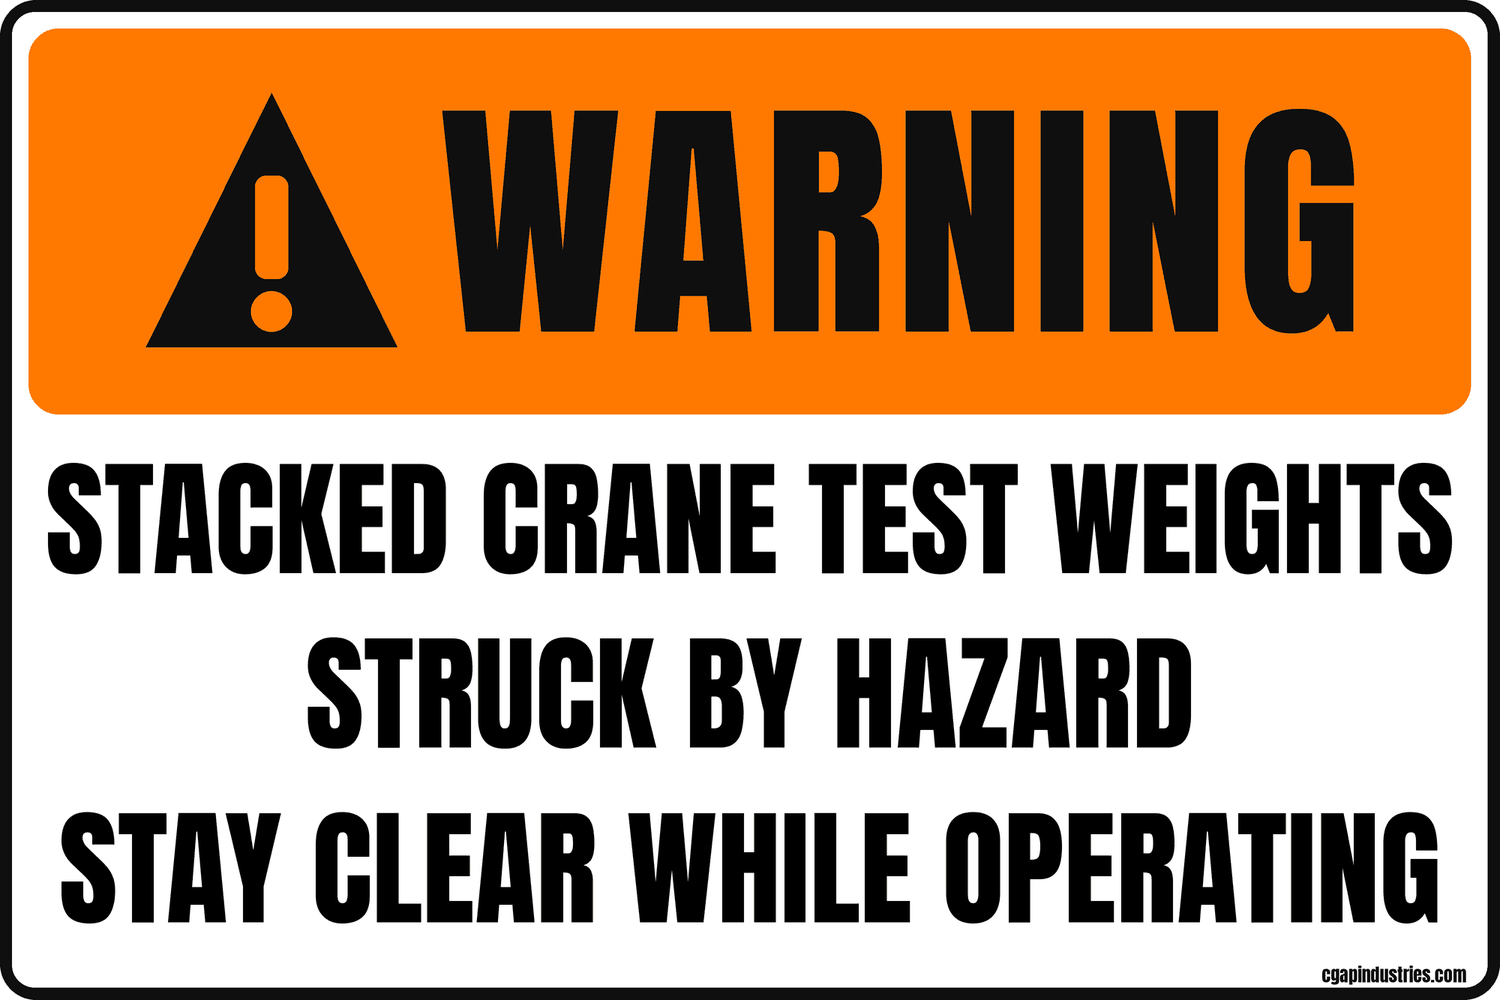 WARNING
STACKED CRANE TEST WEIGHTS
STRUCK BY HAZARD
STAY CLEAR WHILE OPERATING
cgapindustries.com